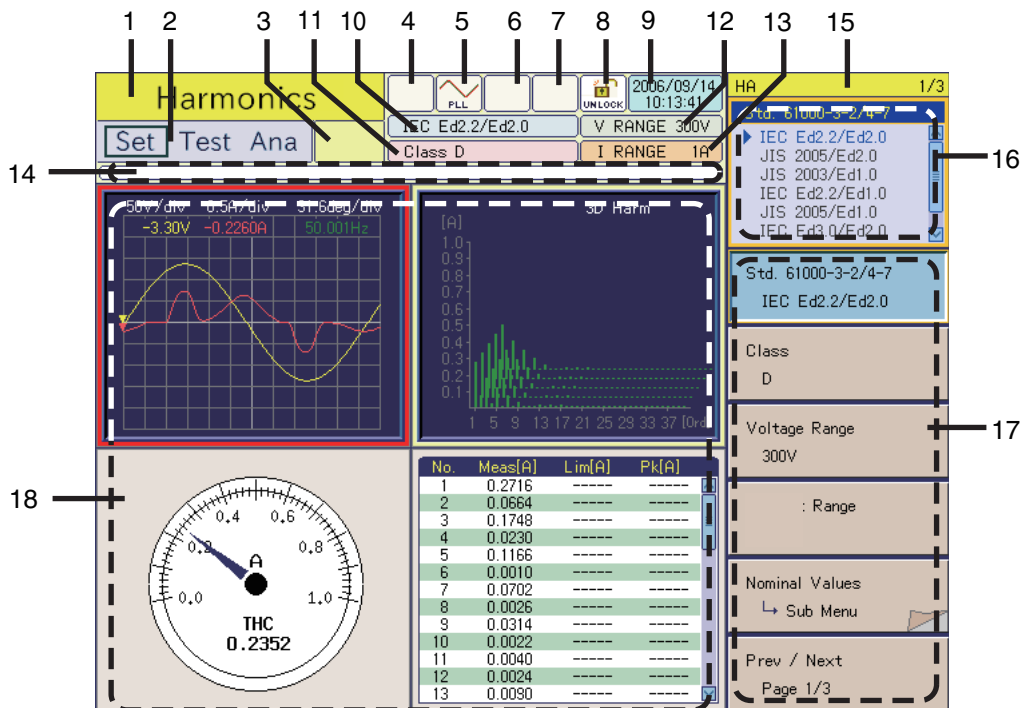 1 2 3 11 10 4 5 6 7 8 9 12 13 15
Harmonics
Set Test Ana
PLL
UNLOCK
2006/09/14
10:13:41
IEC Ed2.2/Ed2.0
V RANGE 300V
Class D
I RANGE 1A
14
HA 1/3
Std. 61000-3-2/4-7
IEC Ed2.2/Ed2.0
JIS 2005/Ed2.0
JIS 2003/Ed1.0
IEC Ed2.2/Ed1.0
JIS 2005/Ed1.0
IEC Ed3.0/Ed2.0
16
50V/div 0.5A/div 31.6deg/div
-3.30V -0.2260A 50.001Hz
3D Harm
[A]
1.0
0.9
0.8
0.7
0.6
0.5
0.4
0.3
0.2
0.1
1 5 9 13 17 21 25 29 33 37 [Ord
Std. 61000-3-2/4-7
IEC Ed2.2/Ed2.0
Class
D
Voltage Range
300V
17
: Range
Nominal Values
↳ Sub Menu
Prev / Next
Page 1/3
18
0.0 0.2 0.4 0.6 0.8 1.0
A
THC
0.2352
No. Meas[A] Lim[A] Pk[A]
1 0.2716 ----- -----
2 0.0664 ----- -----
3 0.1748 ----- -----
4 0.0230 ----- -----
5 0.1166 ----- -----
6 0.0010 ----- -----
7 0.0702 ----- -----
8 0.0026 ----- -----
9 0.0314 ----- -----
10 0.0022 ----- -----
11 0.0040 ----- -----
12 0.0024 ----- -----
13 0.0090 ----- -----